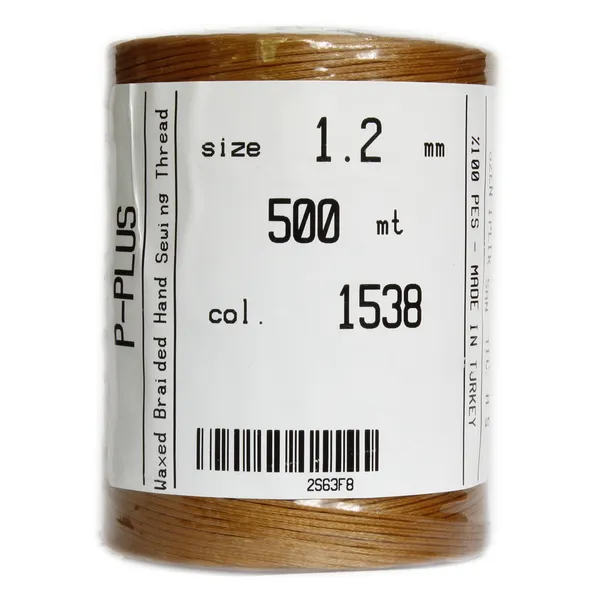 P-PLUS
Waxed Braided Hand Sewing Thread
size 1.2 mm
500 mt
col. 1538
2S63F8
%100 PES - MADE IN TURKEY